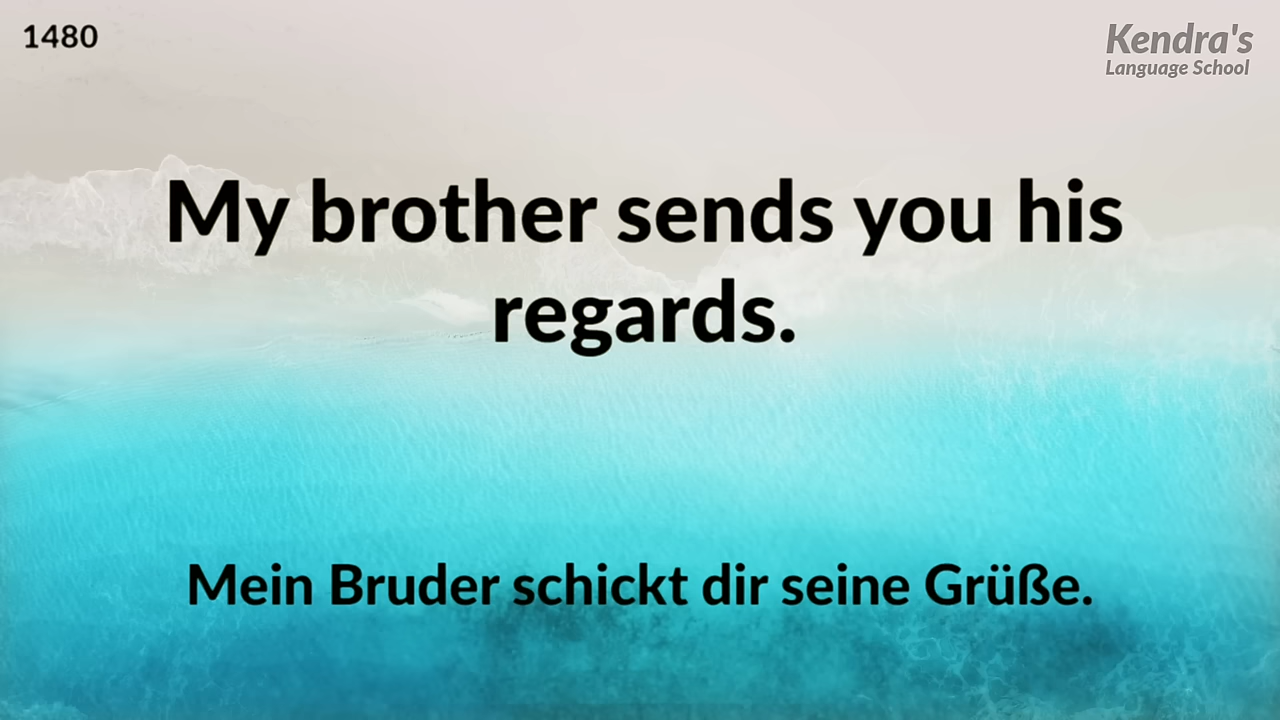 1480
Kendra's
Language School
My brother sends you his
regards.
Mein Bruder schickt dir seine Grüße.